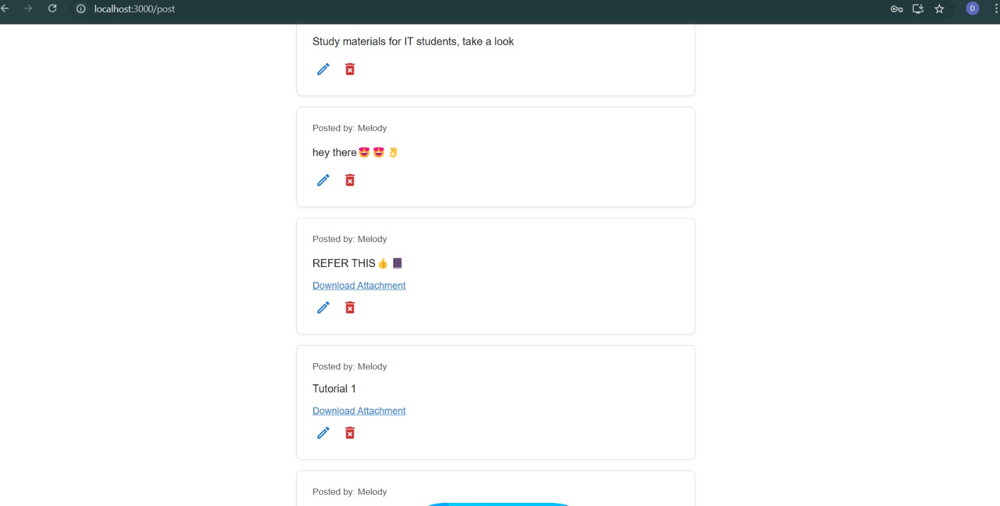 localhost:3000/post
D
Study materials for IT students, take a look
Posted by: Melody
hey there😍😍👌
Posted by: Melody
REFER THIS👍📓
Download Attachment
Posted by: Melody
Tutorial 1
Download Attachment
Posted by: Melody